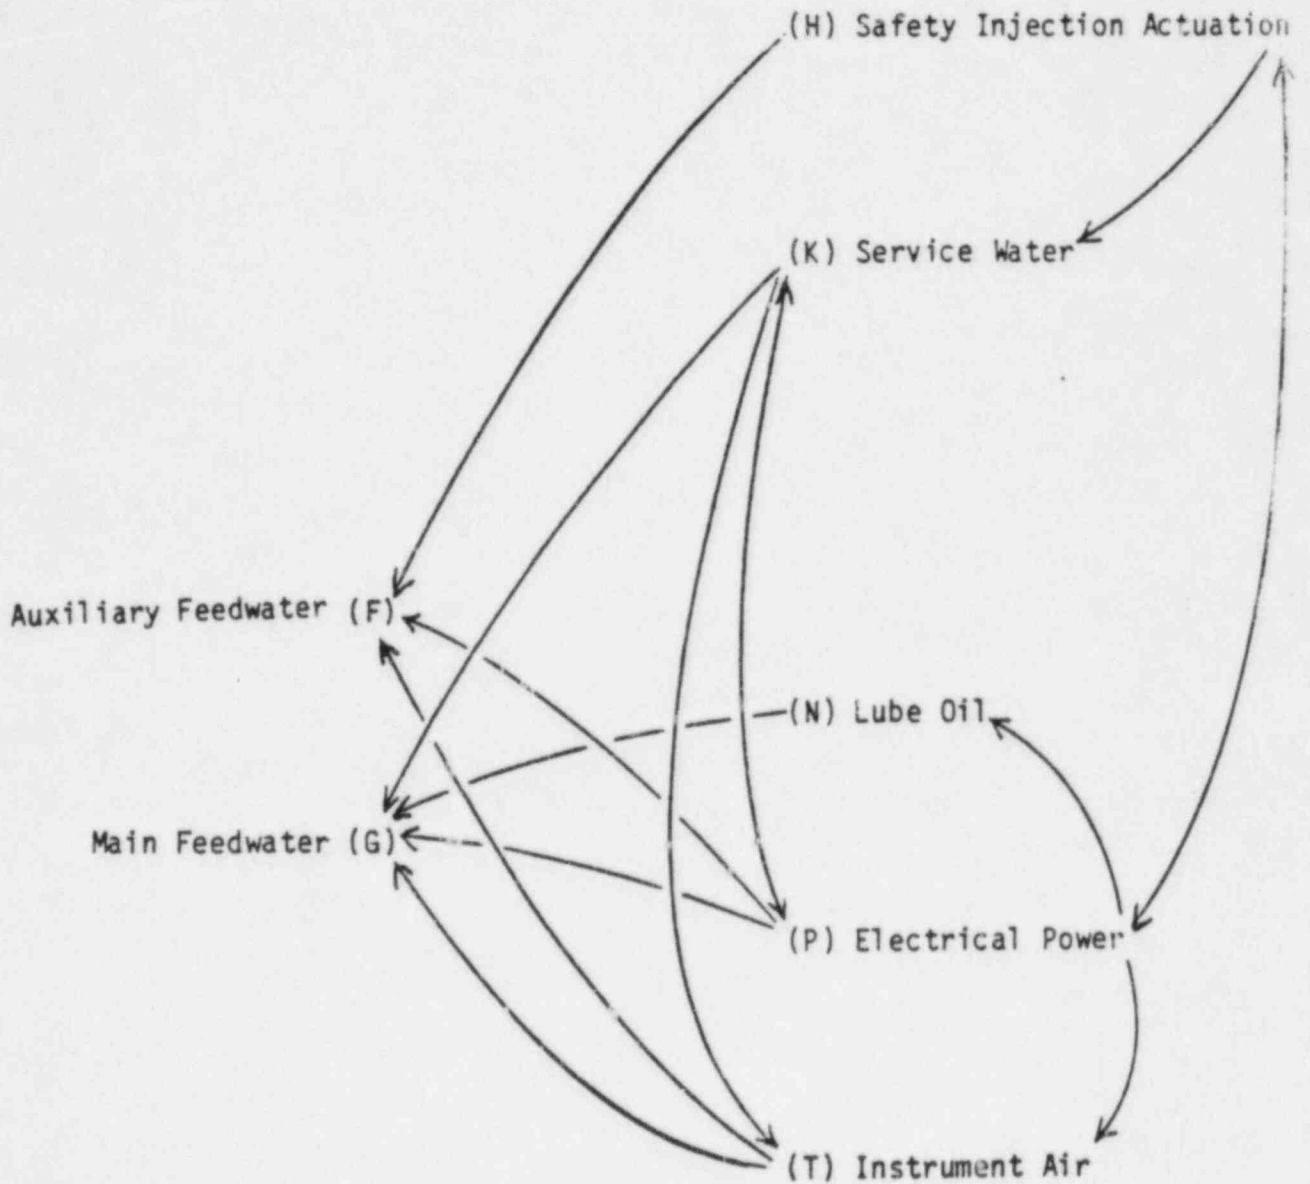 (H) Safety Injection Actuation
(K) Service Water
Auxiliary Feedwater (F)
(N) Lube Oil
Main Feedwater (G)
(P) Electrical Power
(T) Instrument Air